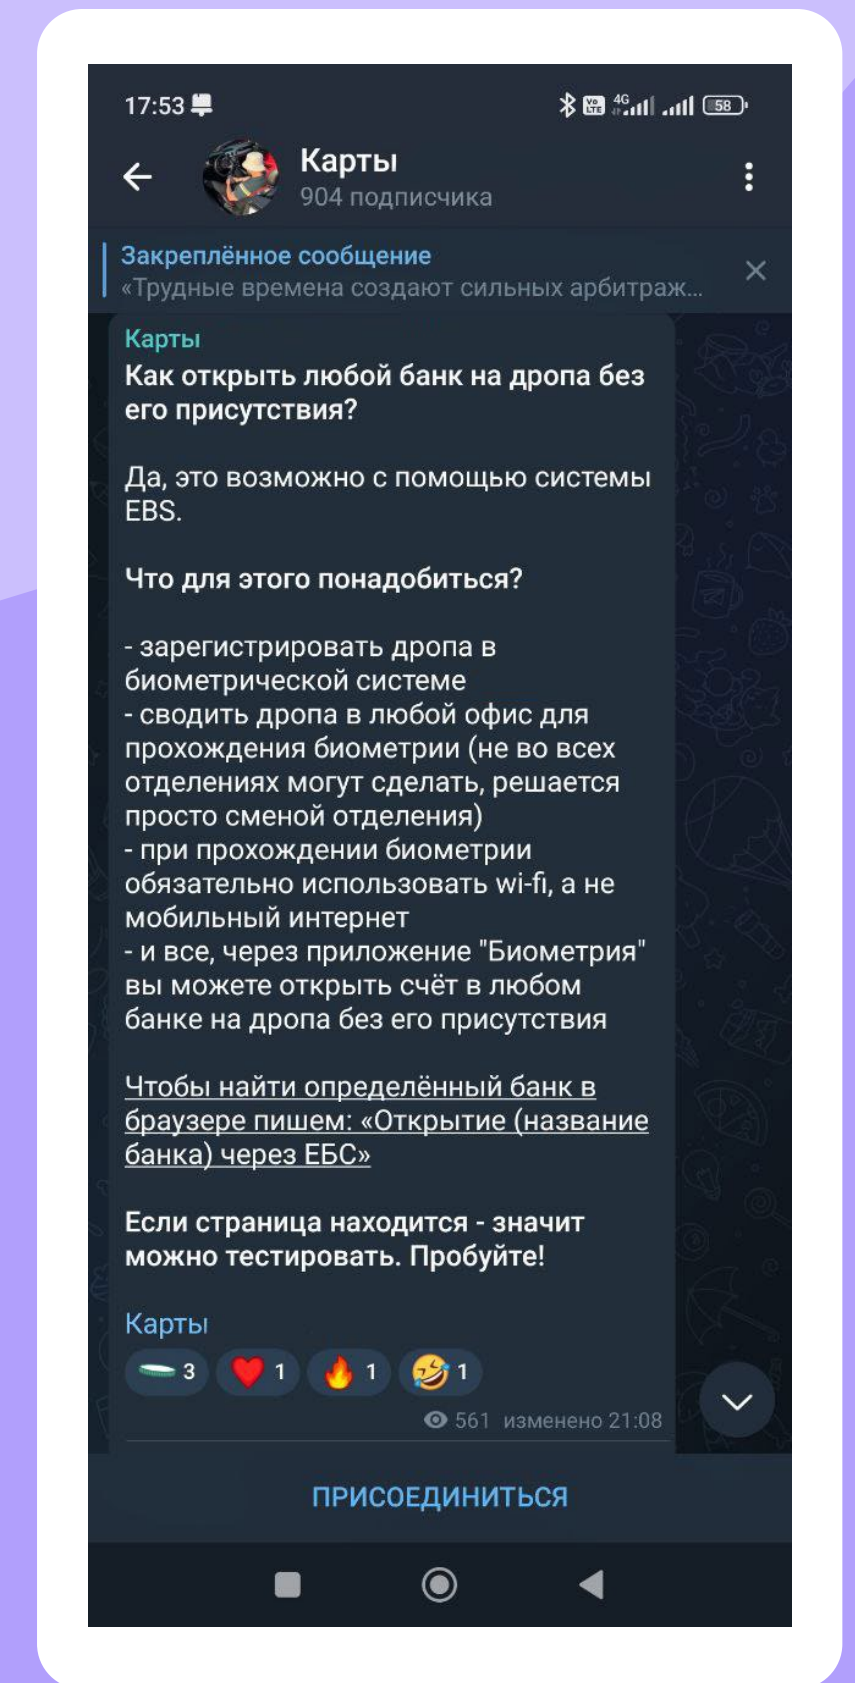 17:53
Vo LTE 4G 58
Карты
904 подписчика
Закреплённое сообщение
«Трудные времена создают сильных арбитраж...
Карты
Как открыть любой банк на дропа без
его присутствия?
Да, это возможно с помощью системы
EBS.
Что для этого понадобиться?
- зарегистрировать дропа в
биометрической системе
- сводить дропа в любой офис для
прохождения биометрии (не во всех
отделениях могут сделать, решается
просто сменой отделения)
- при прохождении биометрии
обязательно использовать wi-fi, а не
мобильный интернет
- и все, через приложение "Биометрия"
вы можете открыть счёт в любом
банке на дропа без его присутствия
Чтобы найти определённый банк в
браузере пишем: «Открытие (название
банка) через ЕБС»
Если страница находится - значит
можно тестировать. Пробуйте!
Карты
3 1 1 1
561 изменено 21:08
ПРИСОЕДИНИТЬСЯ